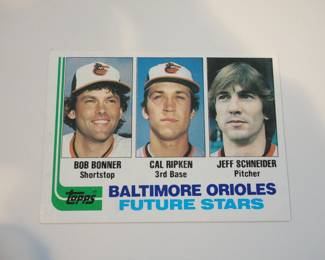 BOB BONNER
Shortstop
CAL RIPKEN
3rd Base
JEFF SCHNEIDER
Pitcher
TOPPS
BALTIMORE ORIOLES
FUTURE STARS